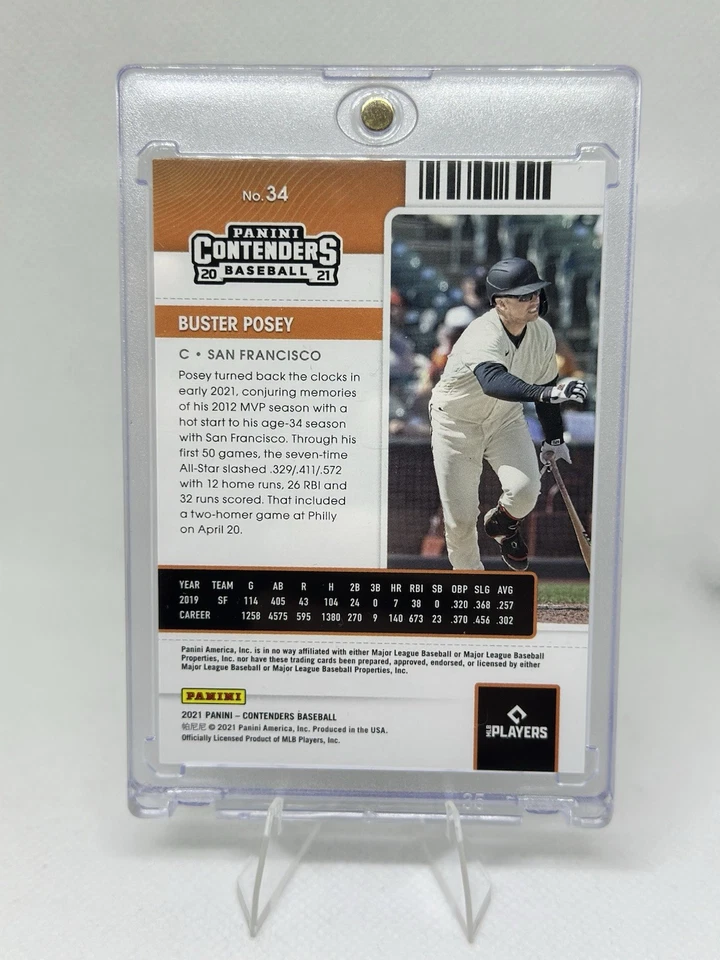 No. 34
PANINI
CONTENDERS
20 BASEBALL 21
BUSTER POSEY
C • SAN FRANCISCO
Posey turned back the clocks in
early 2021, conjuring memories
of his 2012 MVP season with a
hot start to his age-34 season
with San Francisco. Through his
first 50 games, the seven-time
All-Star slashed .329/.411/.572
with 12 home runs, 26 RBI and
32 runs scored. That included
a two-homer game at Philly
on April 20.
YEAR TEAM G AB R H 2B 3B HR RBI SB OBP SLG AVG
2019 SF 114 405 43 104 24 0 7 38 0 .320 .368 .257
CAREER 1258 4575 595 1380 270 9 140 673 23 .370 .456 .302
Panini America, Inc. is in no way affiliated with either Major League Baseball or Major League Baseball
Properties, Inc. nor have these trading cards been prepared, approved, endorsed, or licensed by either
Major League Baseball or Major League Baseball Properties, Inc.
PANINI
2021 PANINI – CONTENDERS BASEBALL
帕尼尼 © 2021 Panini America, Inc. Produced in the USA.
Officially Licensed Product of MLB Players, Inc.
MLB PLAYERS